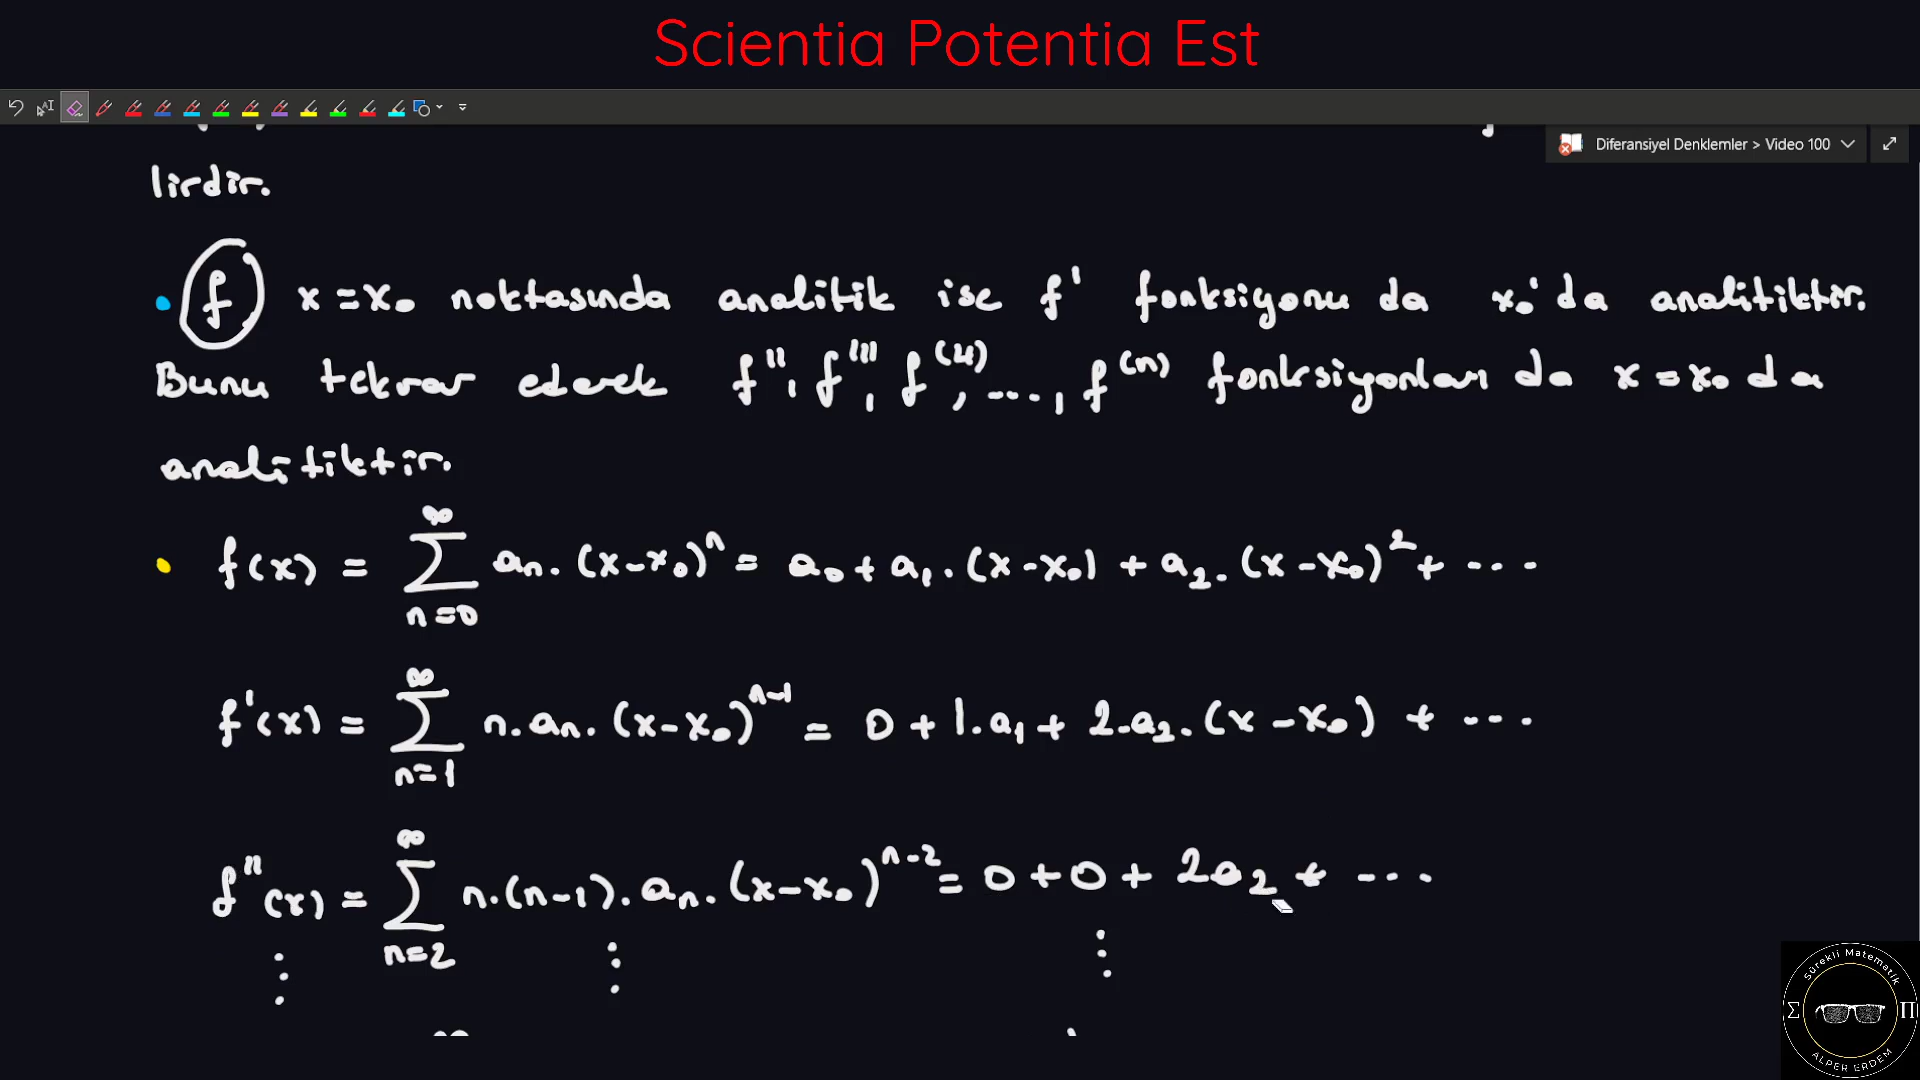 Scientia Potentia Est
Diferansiyel Denklemler > Video 100
lirdir.
• f x = x₀ noktasında analitik ise f' fonksiyonu da x₀'da analitiktir.
Bunu tekrar ederek f'', f''', f⁽⁴⁾, ..., f⁽ⁿ⁾ fonksiyonları da x = x₀ da
analitiktir.
• f(x) = ∑_{n=0}^{∞} aₙ.(x-x₀)ⁿ = a₀ + a₁.(x-x₀) + a₂.(x-x₀)² + ...
f'(x) = ∑_{n=1}^{∞} n.aₙ.(x-x₀)ⁿ⁻¹ = 0 + 1.a₁ + 2.a₂.(x-x₀) + ...
f''(x) = ∑_{n=2}^{∞} n.(n-1).aₙ.(x-x₀)ⁿ⁻² = 0 + 0 + 2a₂ + ...
⋮ ⋮ ⋮
Sürekli Matematik
Σ Π
ALPER ERDEM